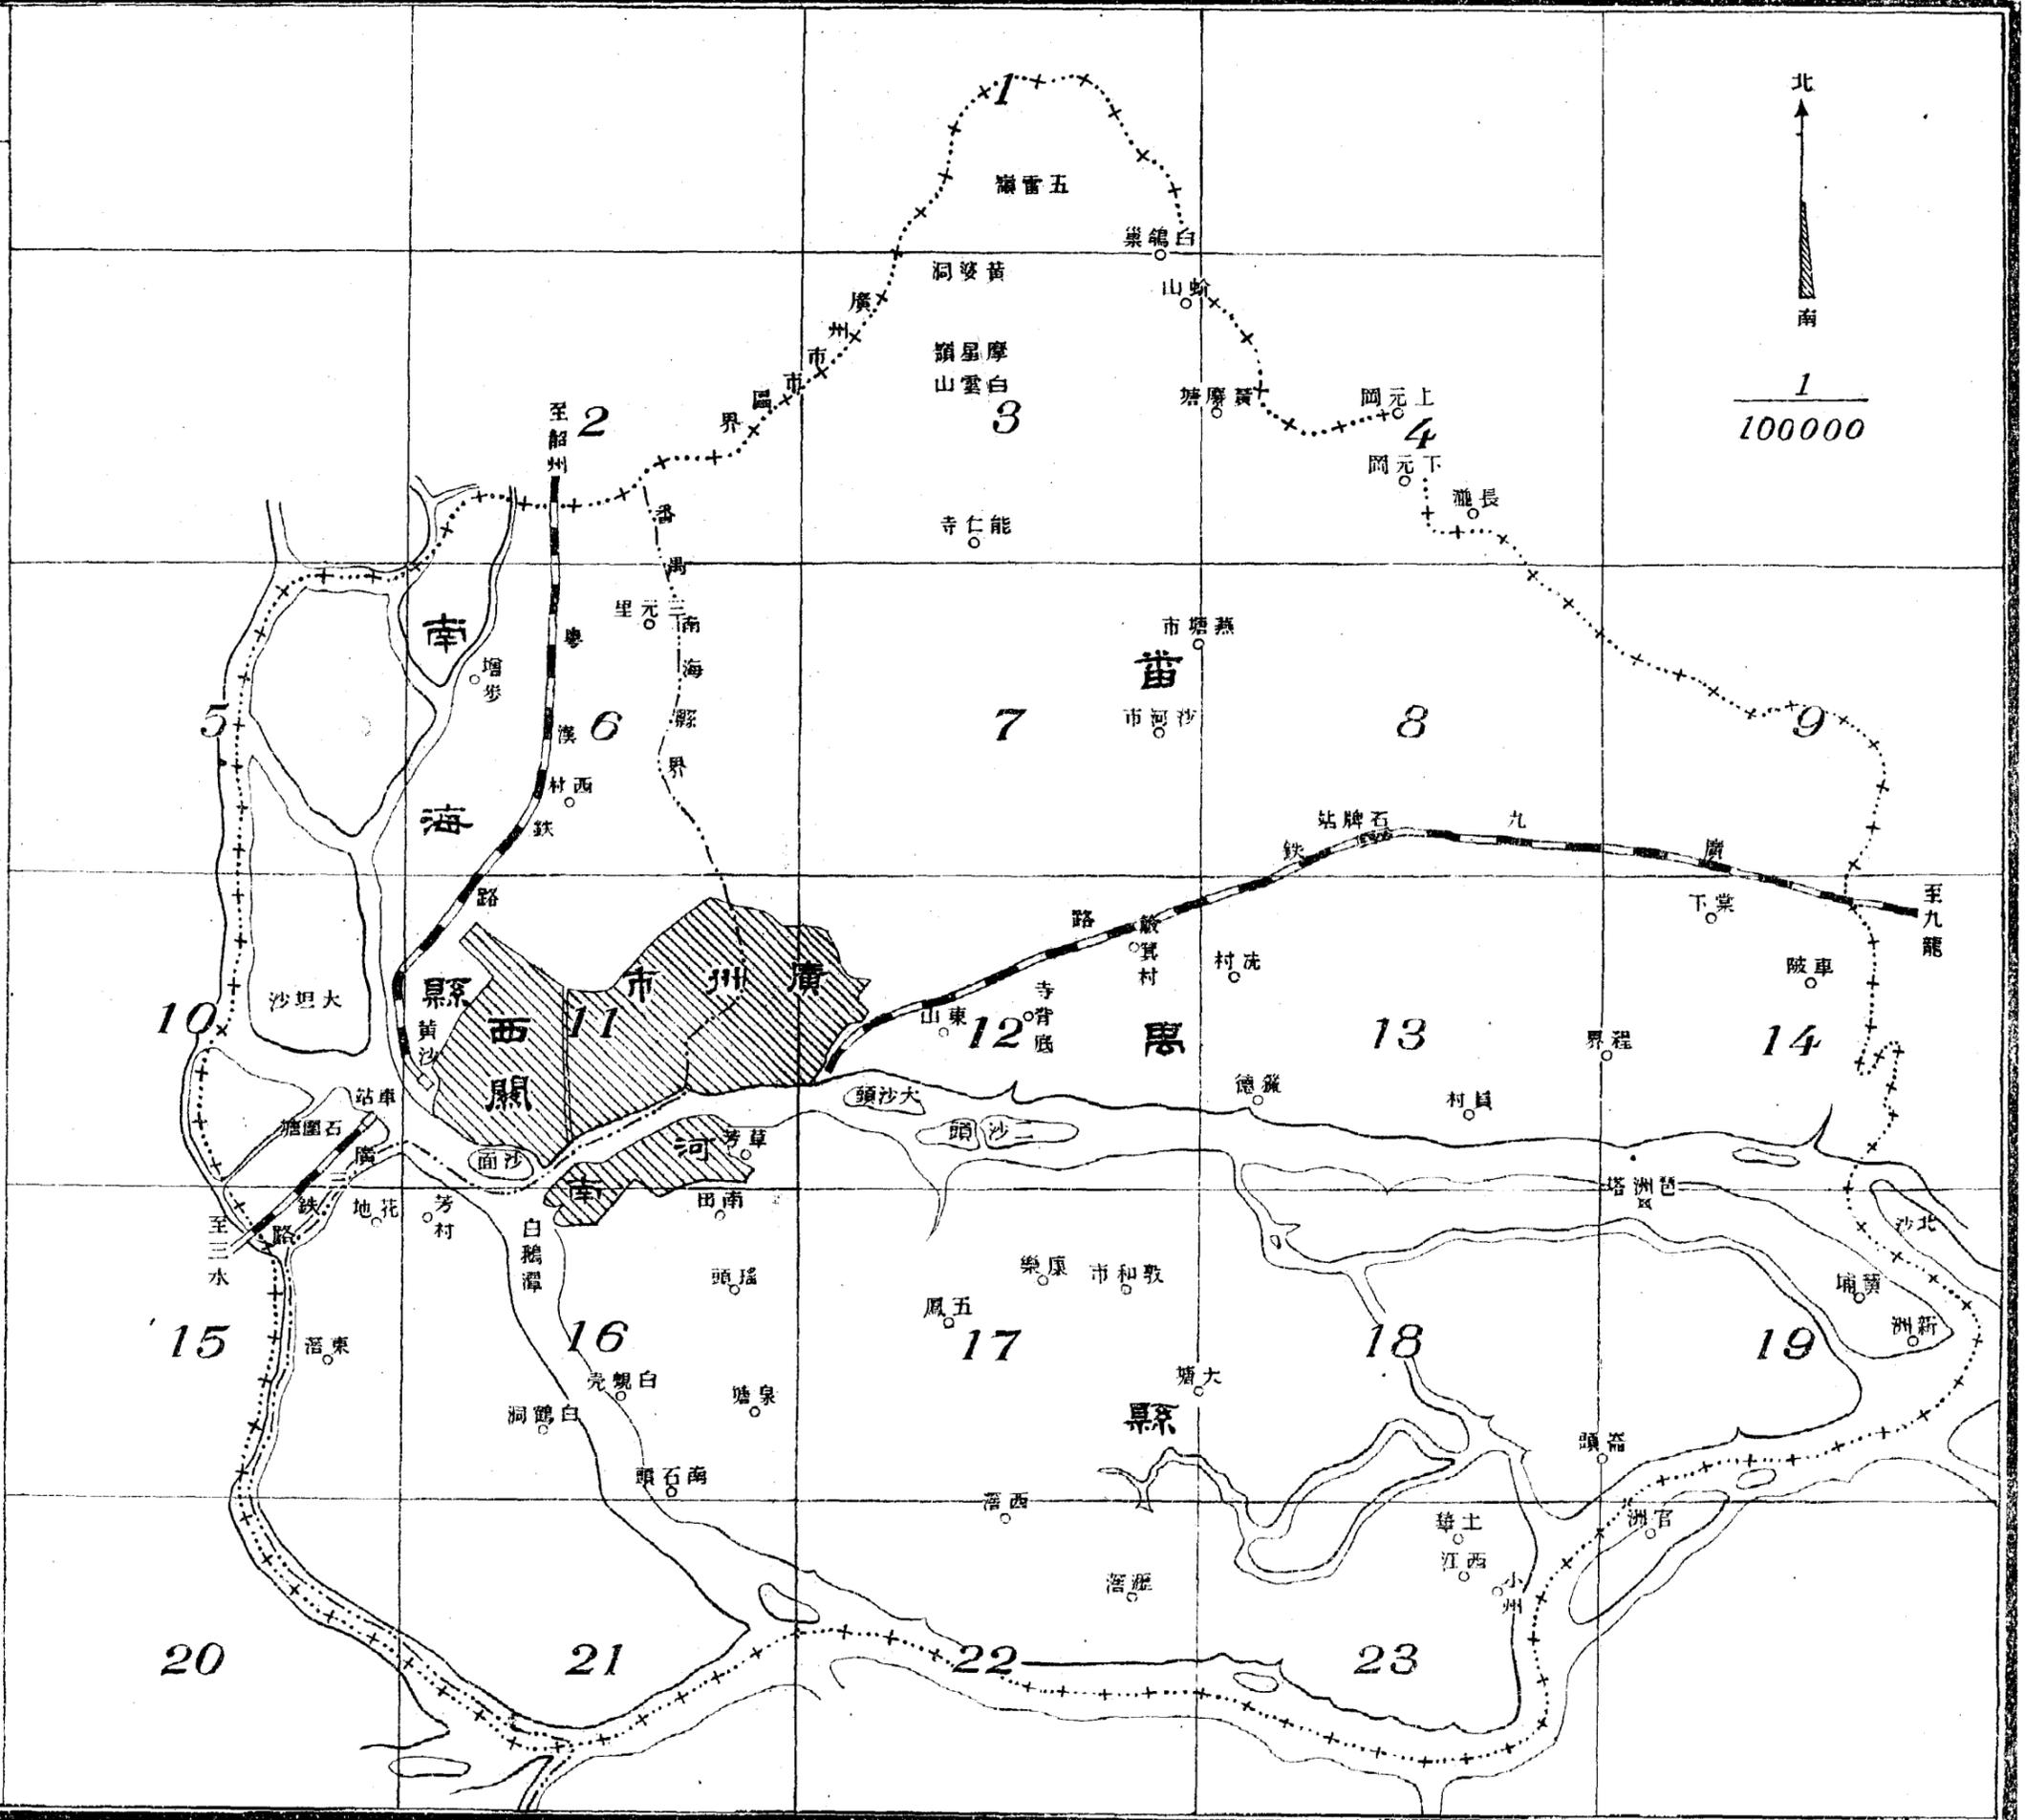 北
南
1
100000
1
五雷嶺
白鴿巢
黃婆洞
蚧山
廣州市市區界
摩星嶺
白雲山
3
黃麖塘
上元岡
4
下元岡
長湴
至韶州
2
能仁寺
番禺南海縣界
三元里
燕塘市
沙河市
南海縣
增步
5
粵漢鉄路
6
7
8
9
西村
番禺縣
石牌站
廣九鉄路
至九龍
棠下
車陂
簸箕村
冼村
寺背底
東山
大坦沙
10
黃沙
廣州市
西關
11
12
13
14
程界
獵德
員村
車站
石圍塘
廣三鉄路
至三水
沙面
河南
草芳
大沙頭
二沙頭
琶洲塔
北沙
花地
芳村
白鵝潭
南田
瑤頭
康樂
敦和市
五鳳
黃埔
新洲
15
東滘
16
17
18
19
白蜆壳
白鶴洞
泉塘
大塘
南石頭
崙頭
西滘
官洲
土華
西江
小州
瀝滘
20
21
22
23